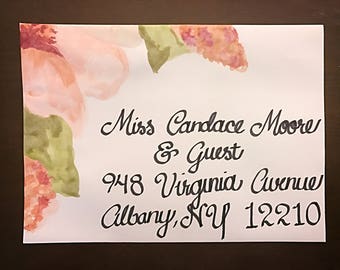 Miss Candace Moore
& Guest
948 Virginia Avenue
Albany, NY 12210